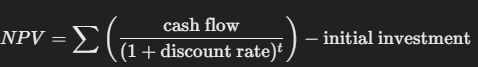 NPV = ∑ ( cash flow / (1 + discount rate)^t ) − initial investment